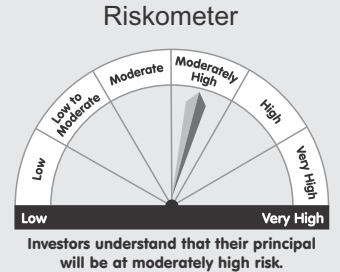 Riskometer
Low
Low to
Moderate
Moderate
Moderately
High
High
Very High
Low
Very High
Investors understand that their principal
will be at moderately high risk.